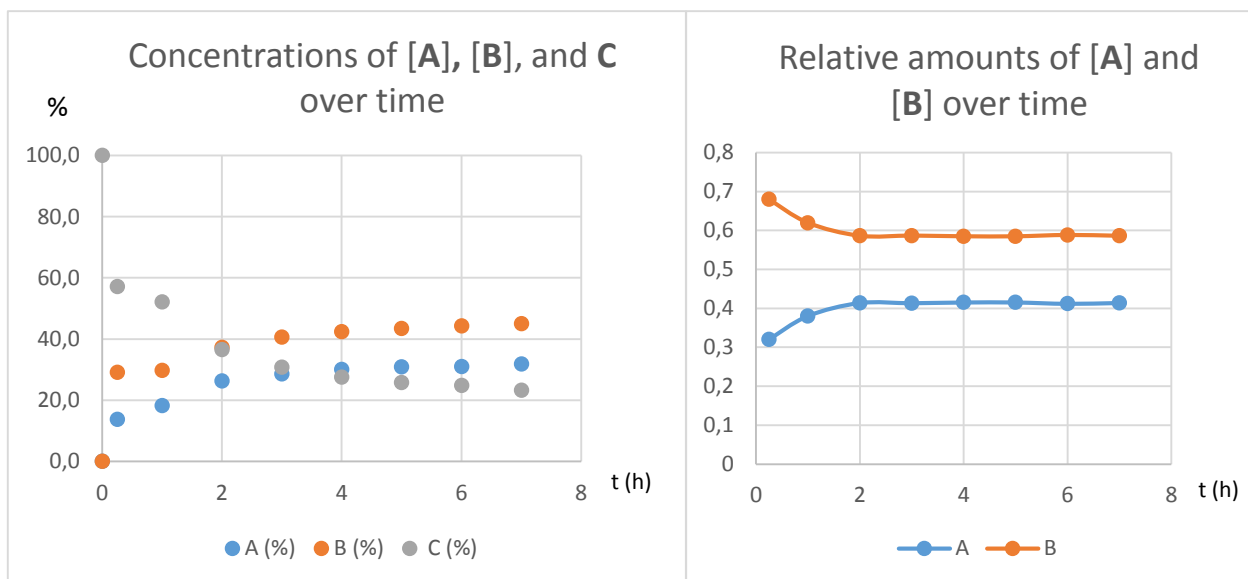 Concentrations of [A], [B], and C
over time
%
100,0
80,0
60,0
40,0
20,0
0,0
0 2 4 6 8
t (h)
A (%) B (%) C (%)
Relative amounts of [A] and
[B] over time
0,8
0,7
0,6
0,5
0,4
0,3
0,2
0,1
0
0 2 4 6 8
t (h)
A B